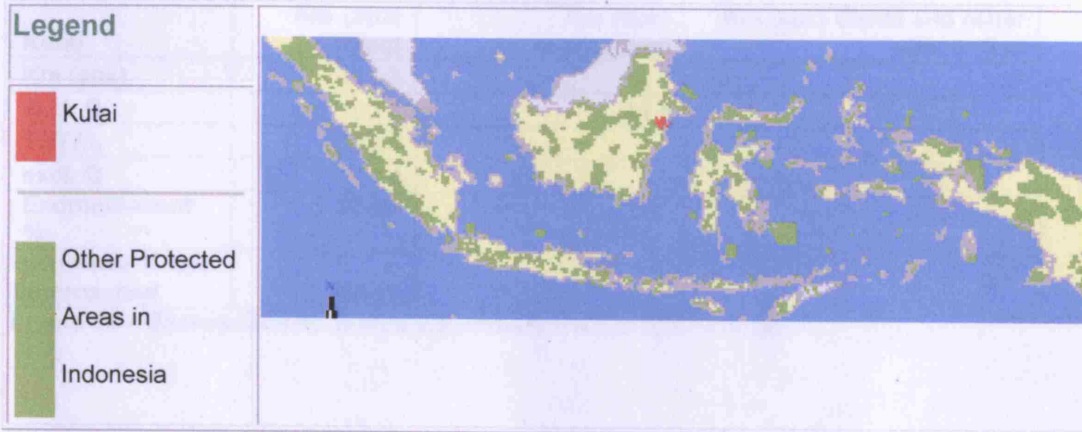 Legend
Kutai
Other Protected
Areas in
Indonesia